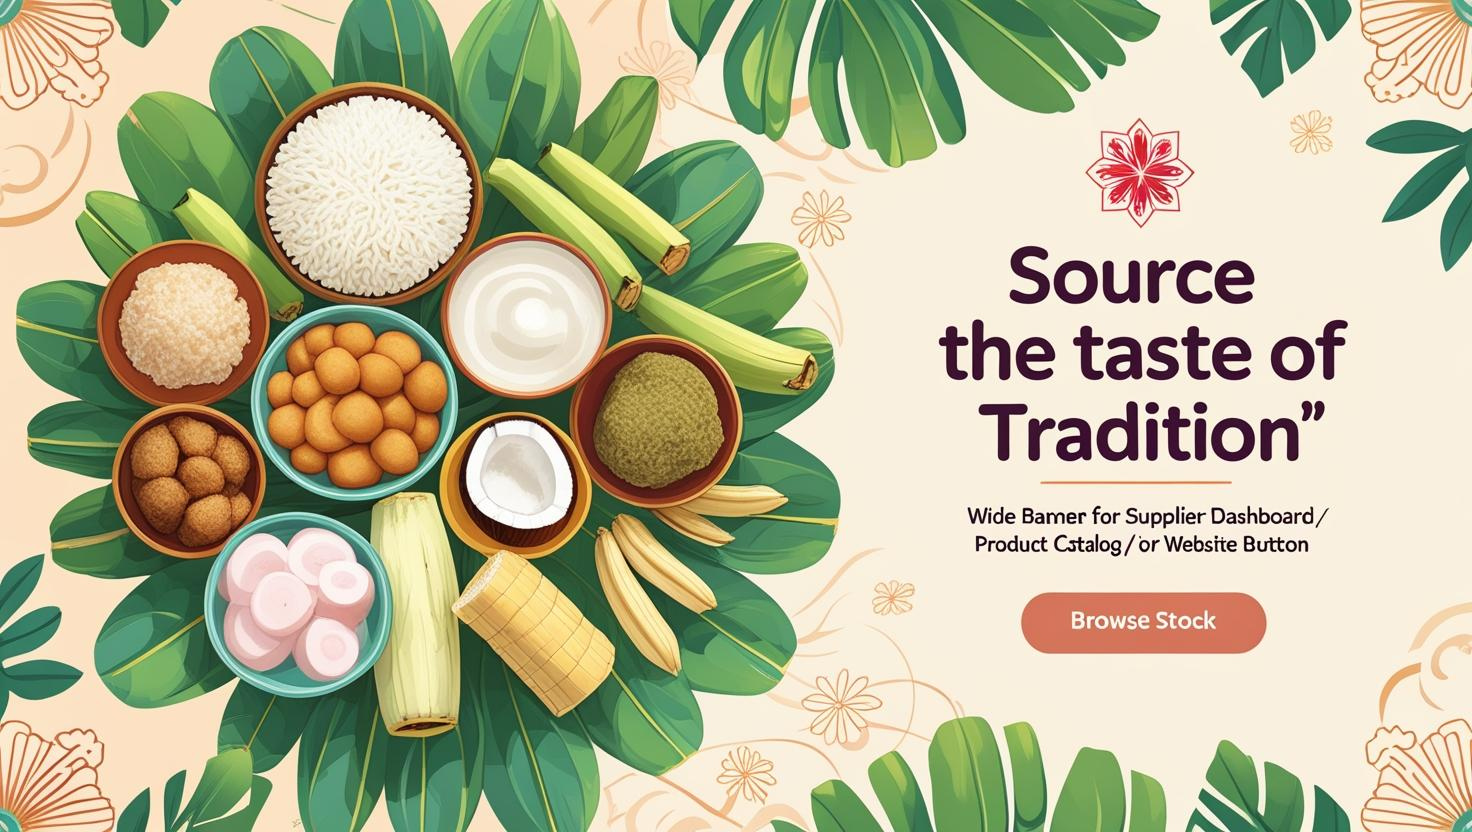 Source
the taste of
Tradition”
Wide Bamer for Supplier Dashboard/
Product Cstalog/or Website Button
Browse Stock